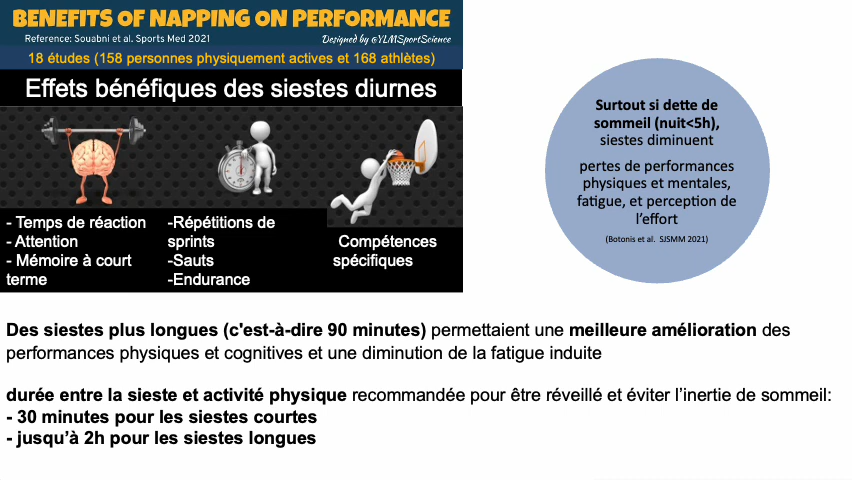 BENEFITS OF NAPPING ON PERFORMANCE
Reference: Souabni et al. Sports Med 2021
Designed by @YLMSportScience
18 études (158 personnes physiquement actives et 168 athlètes)
Effets bénéfiques des siestes diurnes
- Temps de réaction
- Attention
- Mémoire à court
terme
-Répétitions de
sprints
-Sauts
-Endurance
Compétences
spécifiques
Surtout si dette de
sommeil (nuit<5h),
siestes diminuent
pertes de performances
physiques et mentales,
fatigue, et perception de
l'effort
(Botonis et al. SJSMM 2021)
Des siestes plus longues (c'est-à-dire 90 minutes) permettaient une meilleure amélioration des
performances physiques et cognitives et une diminution de la fatigue induite
durée entre la sieste et activité physique recommandée pour être réveillé et éviter l'inertie de sommeil:
- 30 minutes pour les siestes courtes
- jusqu'à 2h pour les siestes longues